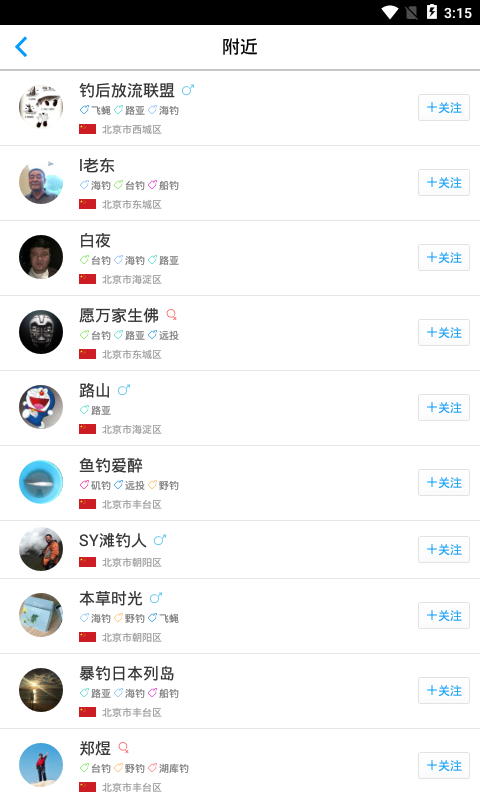 3:15
附近
钓后放流联盟
飞蝇 路亚 海钓
北京市西城区
+关注
l老东
海钓 台钓 船钓
北京市东城区
+关注
白夜
台钓 海钓 路亚
北京市海淀区
+关注
愿万家生佛
台钓 路亚 远投
北京市东城区
+关注
路山
路亚
北京市海淀区
+关注
鱼钓爱醉
矶钓 远投 野钓
北京市丰台区
+关注
SY滩钓人
北京市朝阳区
+关注
本草时光
海钓 野钓 飞蝇
北京市朝阳区
+关注
暴钓日本列岛
路亚 海钓 船钓
北京市丰台区
+关注
郑煜
台钓 野钓 湖库钓
北京市丰台区
+关注